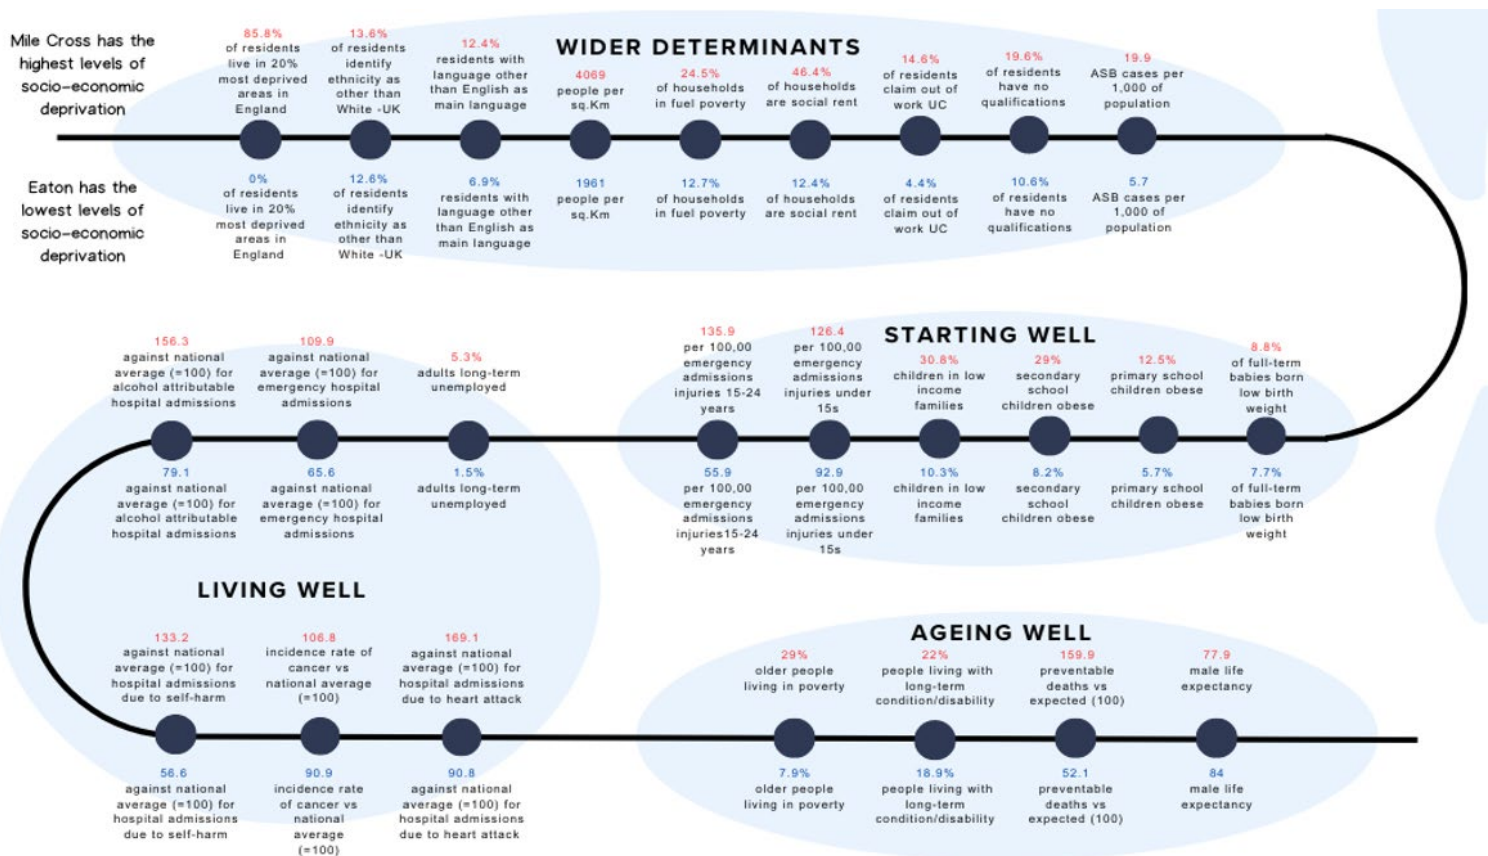 Mile Cross has the
highest levels of
socio-economic
deprivation
Eaton has the
lowest levels of
socio-economic
deprivation
WIDER DETERMINANTS
85.8%
of residents
live in 20%
most deprived
areas in
England
13.6%
of residents
identify
ethnicity as
other than
White -UK
12.4%
residents with
language other
than English as
main language
4069
people per
sq.Km
24.5%
of households
in fuel poverty
46.4%
of households
are social rent
14.6%
of residents
claim out of
work UC
19.6%
of residents
have no
qualifications
19.9
ASB cases per
1,000 of
population
0%
of residents
live in 20%
most deprived
areas in
England
12.6%
of residents
identify
ethnicity as
other than
White -UK
6.9%
residents with
language other
than English as
main language
1961
people per
sq.Km
12.7%
of households
in fuel poverty
12.4%
of households
are social rent
4.4%
of residents
claim out of
work UC
10.6%
of residents
have no
qualifications
5.7
ASB cases per
1,000 of
population
STARTING WELL
135.9
per 100,00
emergency
admissions
injuries 15-24
years
126.4
per 100,00
emergency
admissions
injuries under
15s
30.8%
children in low
income
families
29%
secondary
school
children obese
12.5%
primary school
children obese
8.8%
of full-term
babies born
low birth
weight
55.9
per 100,00
emergency
admissions
injuries15-24
years
92.9
per 100,00
emergency
admissions
injuries under
15s
10.3%
children in low
income
families
8.2%
secondary
school
children obese
5.7%
primary school
children obese
7.7%
of full-term
babies born
low birth
weight
156.3
against national
average (=100) for
alcohol attributable
hospital admissions
109.9
against national
average (=100) for
emergency hospital
admissions
5.3%
adults long-term
unemployed
79.1
against national
average (=100) for
alcohol attributable
hospital admissions
65.6
against national
average (=100) for
emergency hospital
admissions
1.5%
adults long-term
unemployed
LIVING WELL
133.2
against national
average (=100) for
hospital admissions
due to self-harm
106.8
incidence rate of
cancer vs
national average
(=100)
169.1
against national
average (=100) for
hospital admissions
due to heart attack
56.6
against national
average (=100) for
hospital admissions
due to self-harm
90.9
incidence rate
of cancer vs
national
average
(=100)
90.8
against national
average (=100) for
hospital admissions
due to heart attack
AGEING WELL
29%
older people
living in poverty
22%
people living with
long-term
condition/disability
159.9
preventable
deaths vs
expected (100)
77.9
male life
expectancy
7.9%
older people
living in poverty
18.9%
people living with
long-term
condition/disability
52.1
preventable
deaths vs
expected (100)
84
male life
expectancy